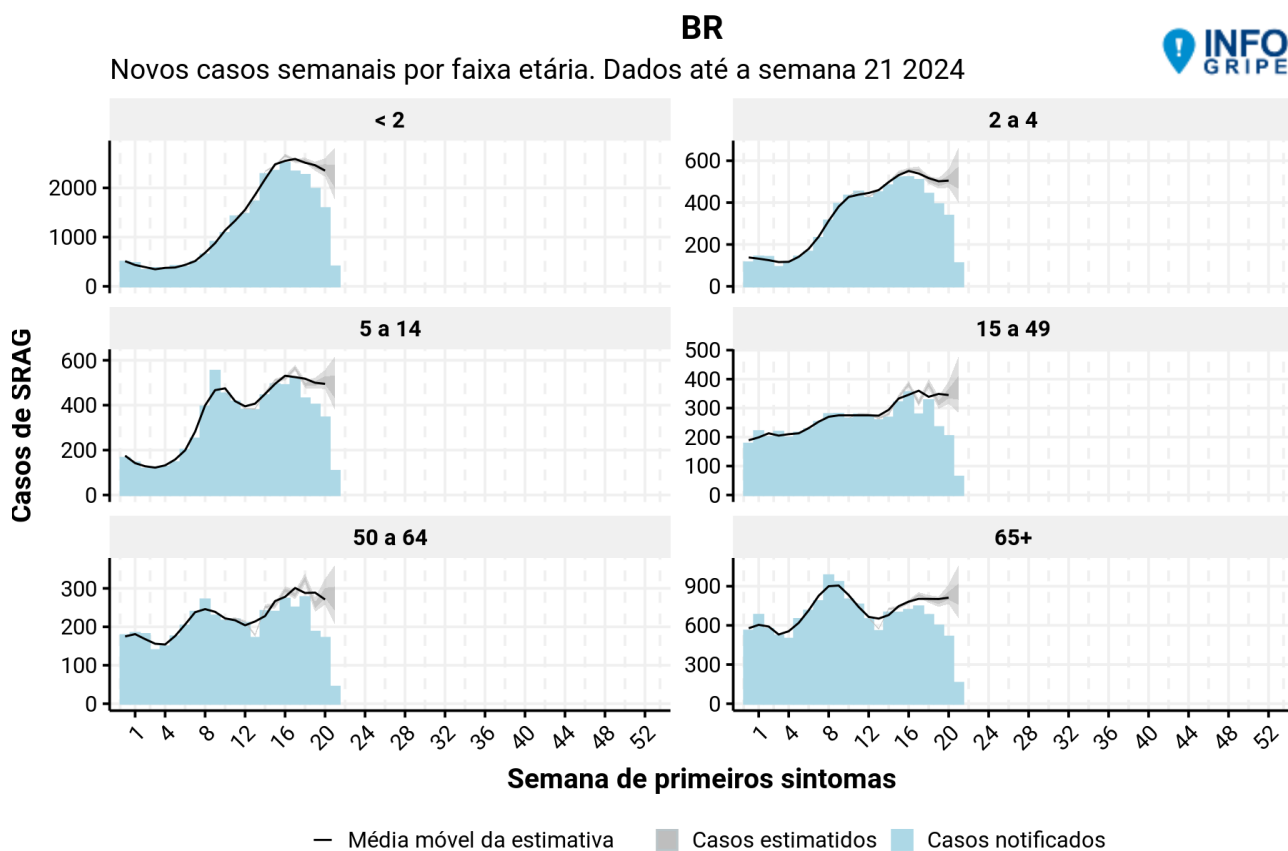 BR
INFO
GRIPE
Novos casos semanais por faixa etária. Dados até a semana 21 2024
< 2
2 a 4
2000
1000
0
600
400
200
0
5 a 14
15 a 49
600
400
200
0
500
400
300
200
100
0
50 a 64
65+
300
200
100
0
900
600
300
0
Casos de SRAG
1 4 8 12 16 20 24 28 32 36 40 44 48 52
1 4 8 12 16 20 24 28 32 36 40 44 48 52
Semana de primeiros sintomas
Média móvel da estimativa
Casos estimatidos
Casos notificados